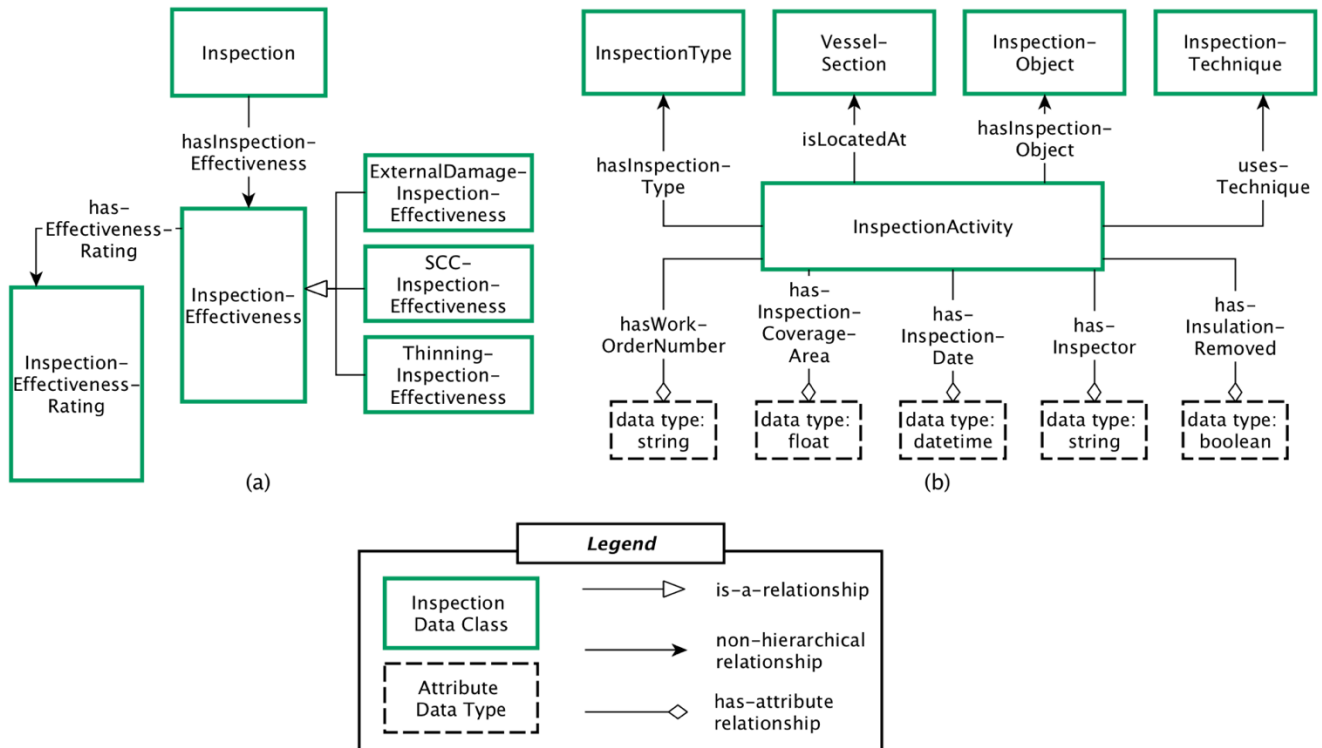 Inspection
hasInspection-
Effectiveness
has-
Effectiveness-
Rating
Inspection-
Effectiveness-
Rating
Inspection-
Effectiveness
ExternalDamage-
Inspection-
Effectiveness
SCC-
Inspection-
Effectiveness
Thinning-
Inspection-
Effectiveness
(a)
InspectionType
Vessel-
Section
Inspection-
Object
Inspection-
Technique
hasInspection-
Type
isLocatedAt
hasInspection-
Object
uses-
Technique
InspectionActivity
hasWork-
OrderNumber
has-
Inspection-
Coverage-
Area
has-
Inspection-
Date
has-
Inspector
has-
Insulation-
Removed
data type:
string
data type:
float
data type:
datetime
data type:
string
data type:
boolean
(b)
Legend
Inspection
Data Class
is-a-relationship
non-hierarchical
relationship
Attribute
Data Type
has-attribute
relationship